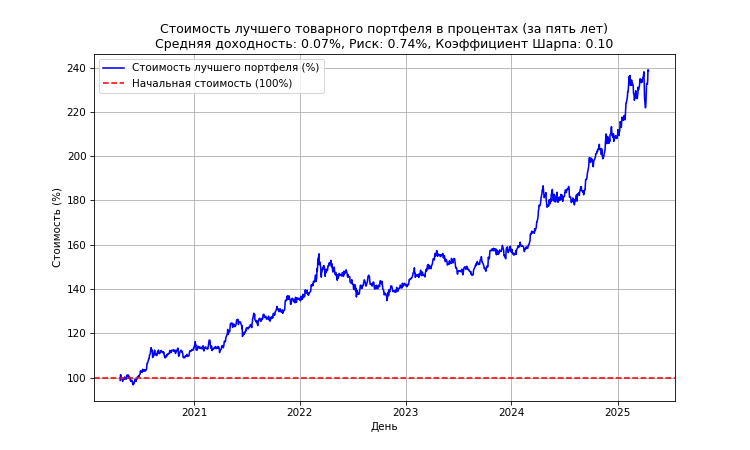 Стоимость лучшего товарного портфеля в процентах (за пять лет)
Средняя доходность: 0.07%, Риск: 0.74%, Коэффициент Шарпа: 0.10
Стоимость лучшего портфеля (%)
Начальная стоимость (100%)
Стоимость (%)
240
220
200
180
160
140
120
100
2021
2022
2023
2024
2025
День